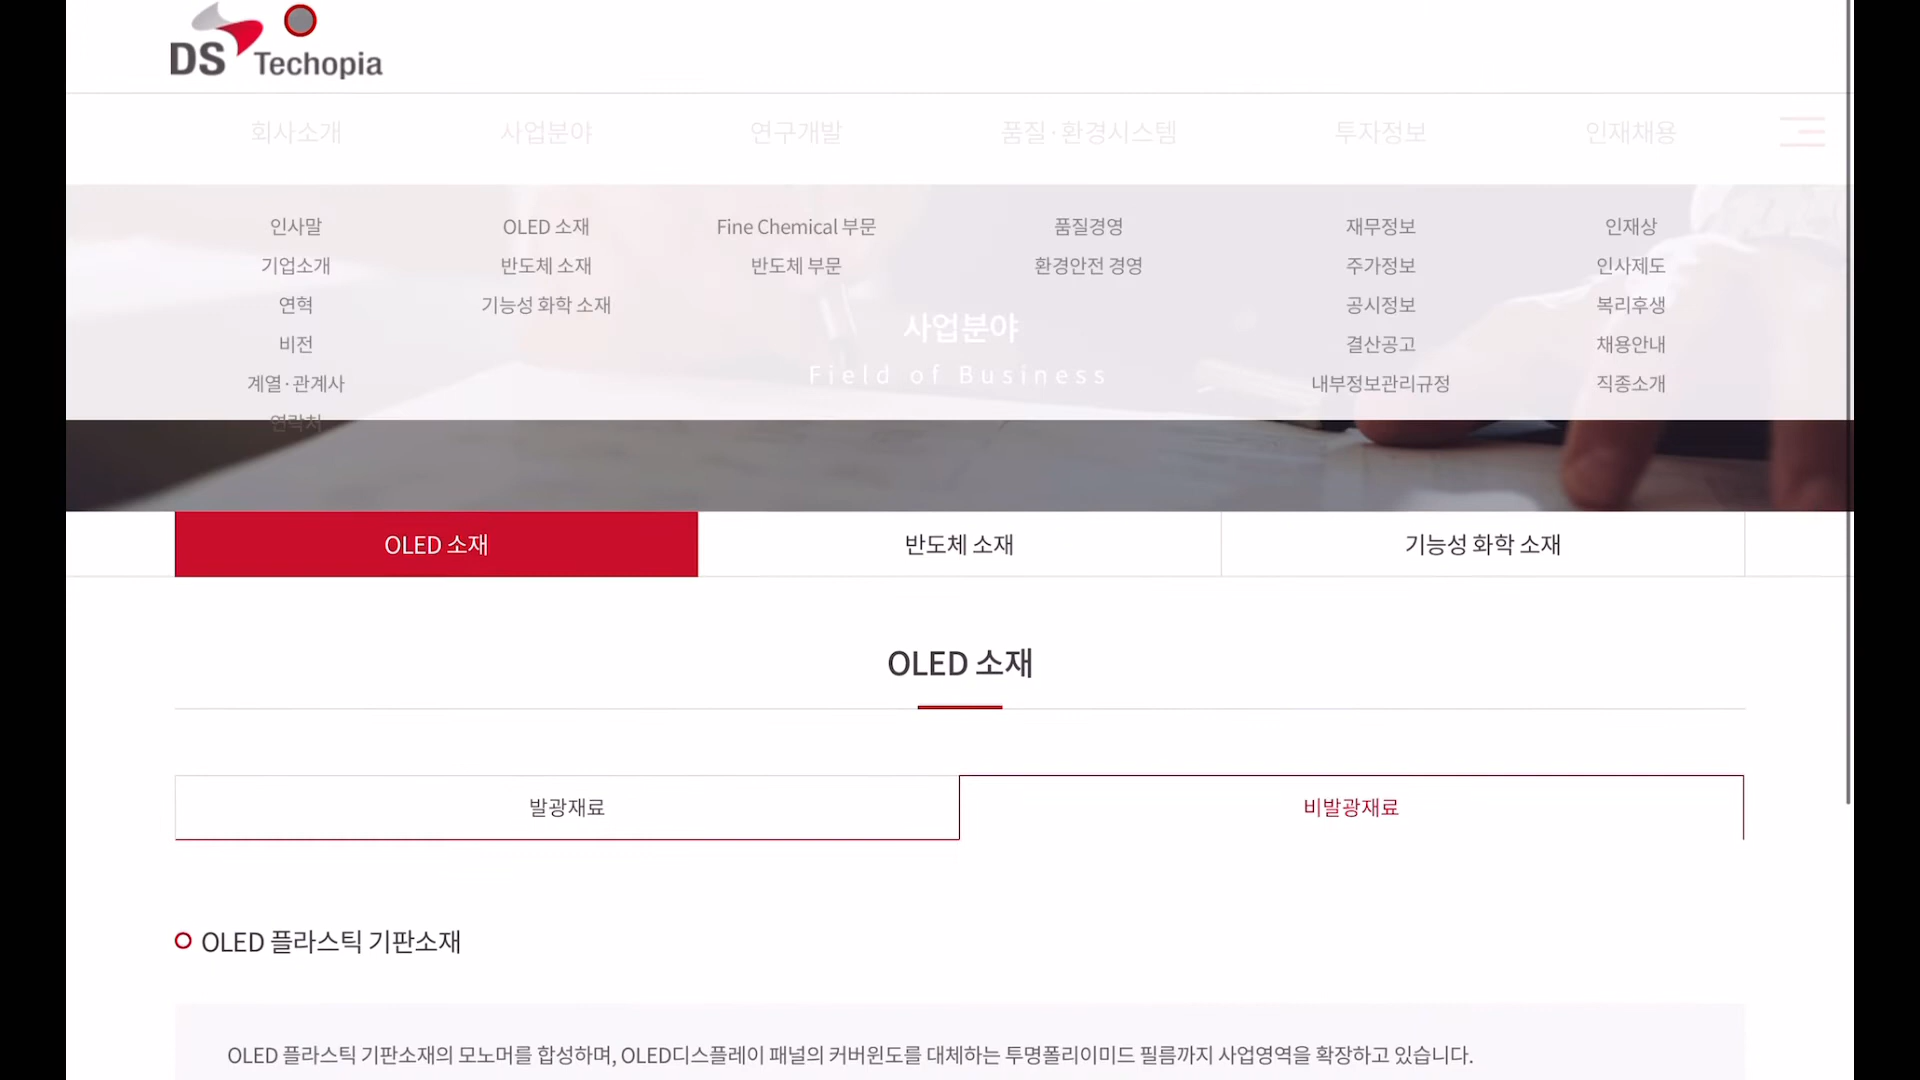 DS Techopia
회사소개 사업분야 연구개발 품질·환경시스템 투자정보 인재채용
인사말 OLED 소재 Fine Chemical 부문 품질경영 재무정보 인재상
기업소개 반도체 소재 반도체 부문 환경안전 경영 주가정보 인사제도
연혁 기능성 화학 소재 공시정보 복리후생
사업분야
비전 결산공고 채용안내
Field of Business
계열·관계사 내부정보관리규정 직종소개
연락처
OLED 소재 반도체 소재 기능성 화학 소재
OLED 소재
발광재료 비발광재료
OLED 플라스틱 기판소재
OLED 플라스틱 기판소재의 모노머를 합성하며, OLED디스플레이 패널의 커버윈도를 대체하는 투명폴리이미드 필름까지 사업영역을 확장하고 있습니다.